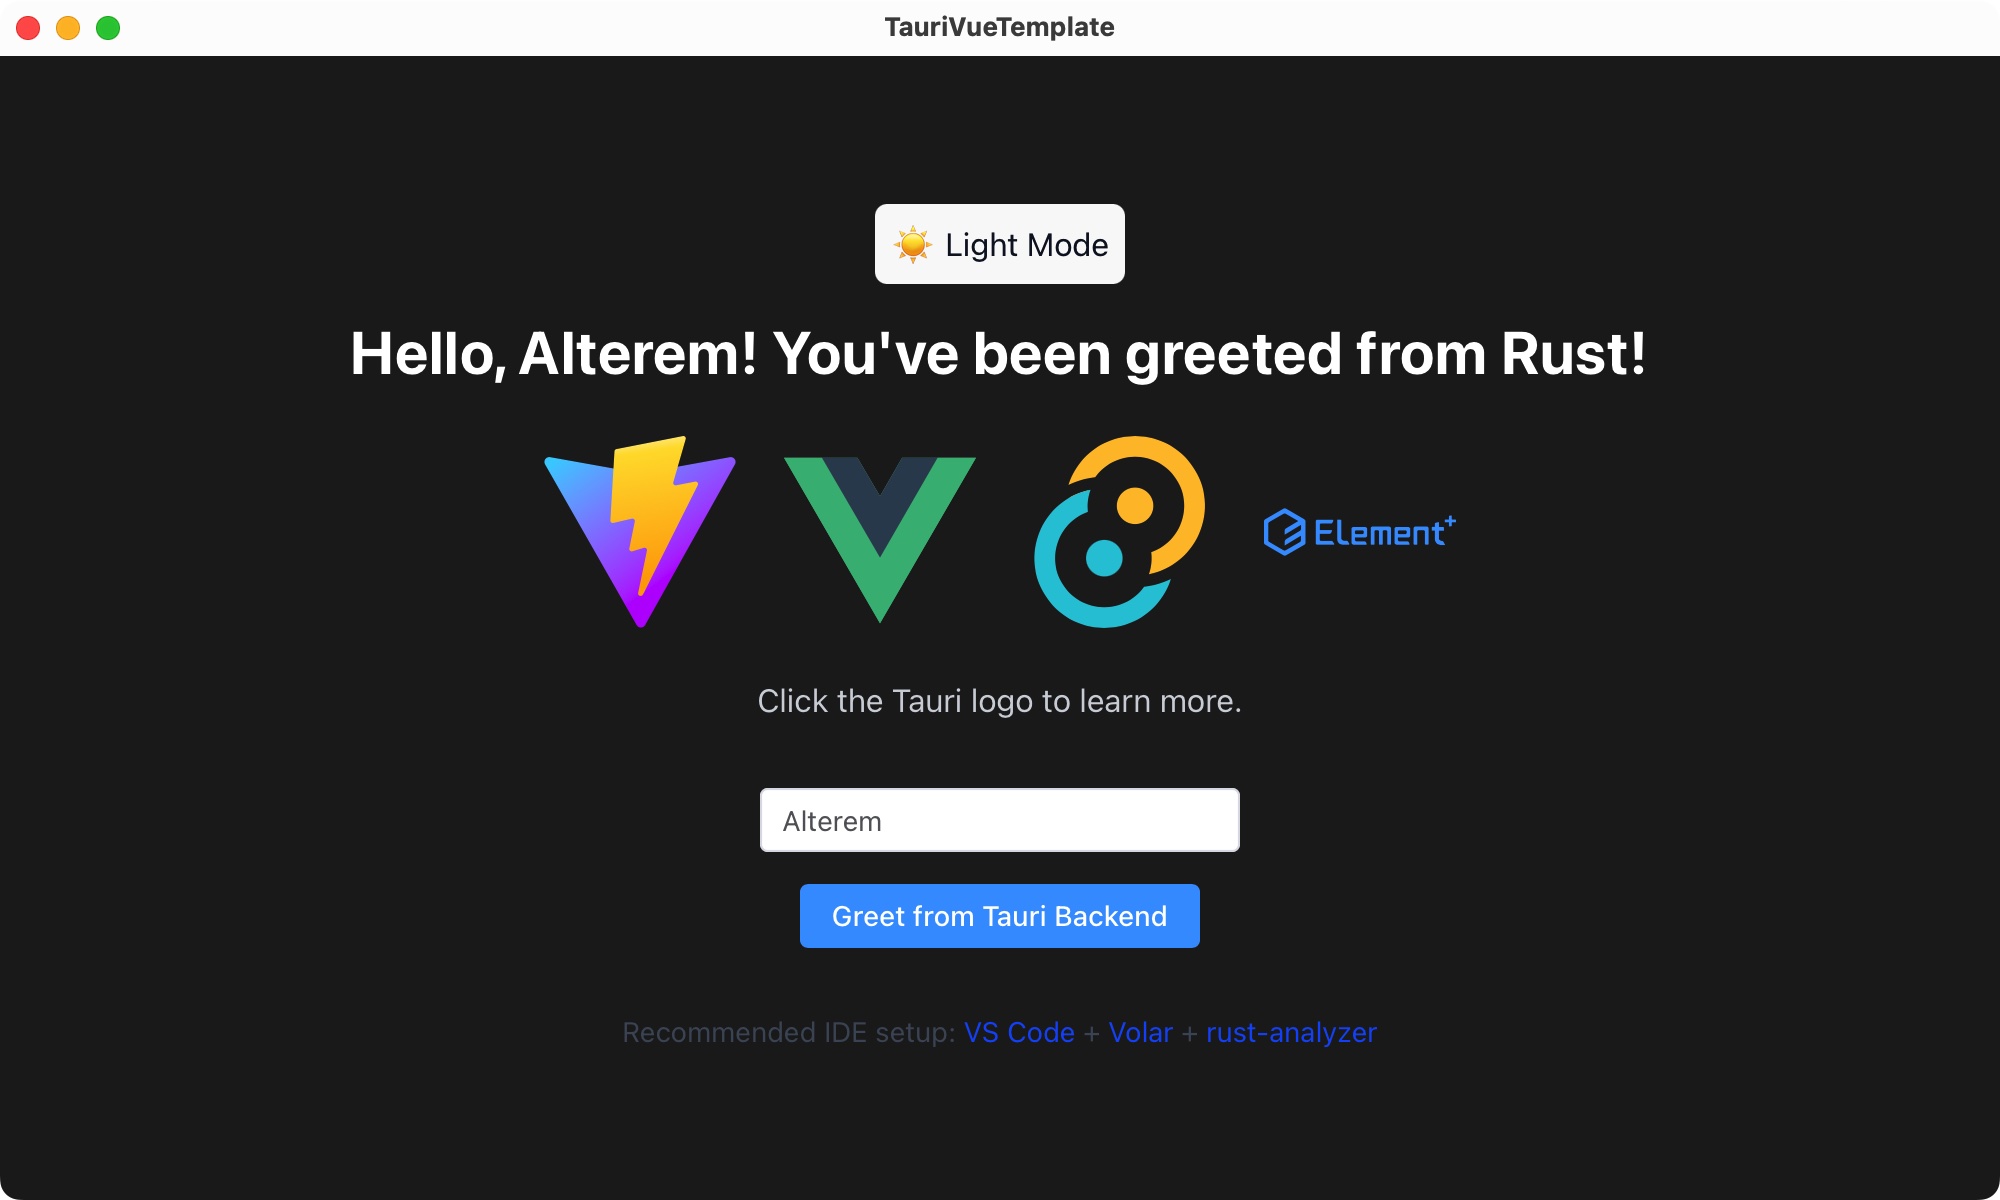 TauriVueTemplate
☀️ Light Mode
Hello, Alterem! You've been greeted from Rust!
Element+
Click the Tauri logo to learn more.
Alterem
Greet from Tauri Backend
Recommended IDE setup: VS Code + Volar + rust-analyzer